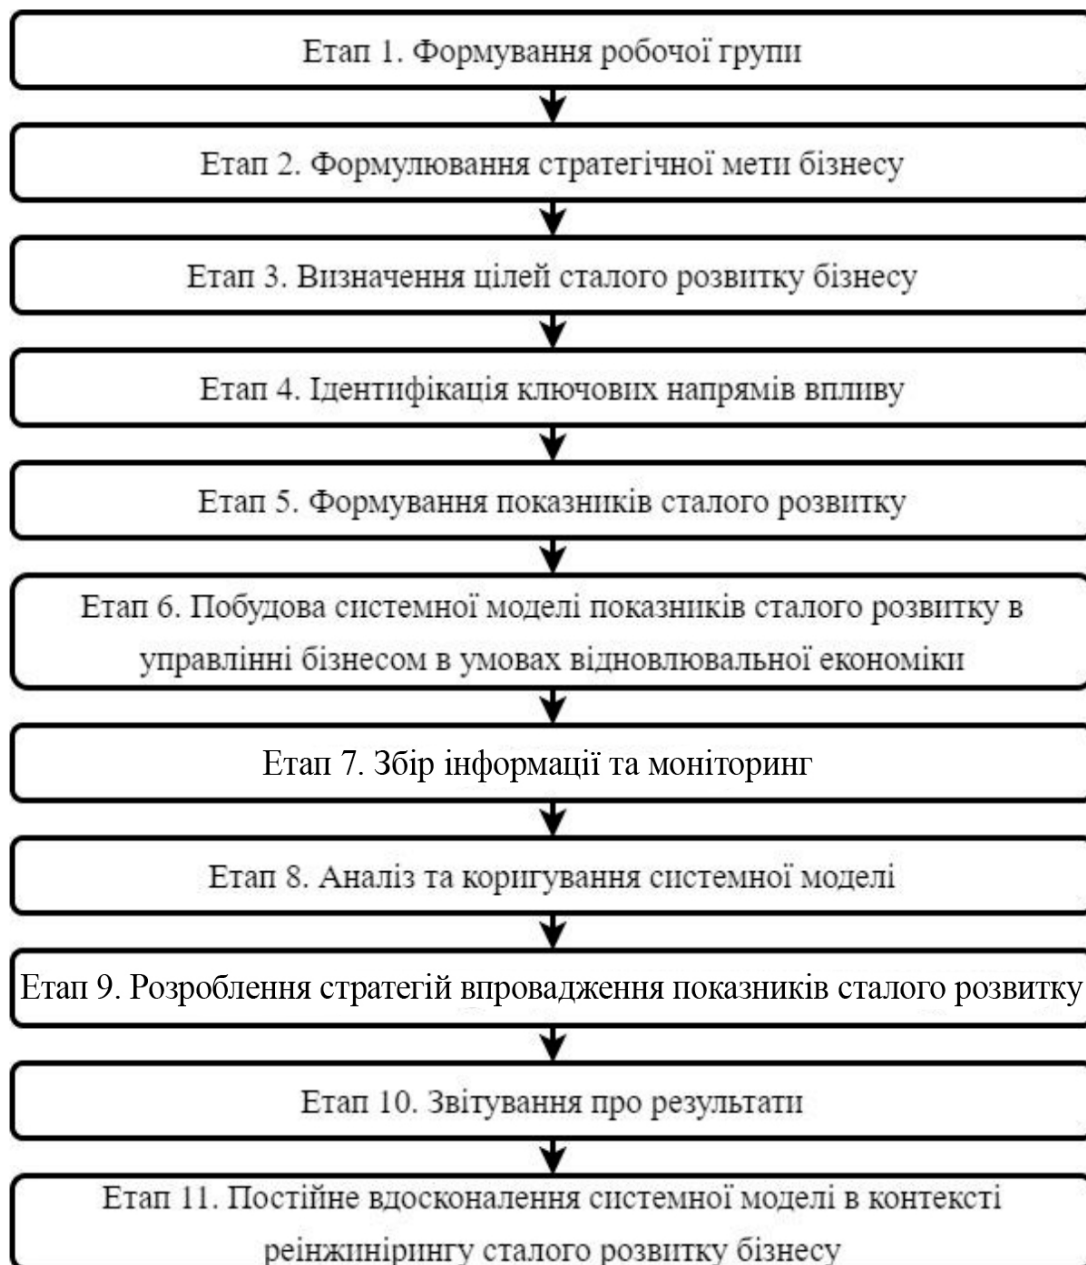 Етап 1. Формування робочої групи
Етап 2. Формулювання стратегічної мети бізнесу
Етап 3. Визначення цілей сталого розвитку бізнесу
Етап 4. Ідентифікація ключових напрямів впливу
Етап 5. Формування показників сталого розвитку
Етап 6. Побудова системної моделі показників сталого розвитку в
управлінні бізнесом в умовах відновлювальної економіки
Етап 7. Збір інформації та моніторинг
Етап 8. Аналіз та коригування системної моделі
Етап 9. Розроблення стратегій впровадження показників сталого розвитку
Етап 10. Звітування про результати
Етап 11. Постійне вдосконалення системної моделі в контексті
реінжинірингу сталого розвитку бізнесу